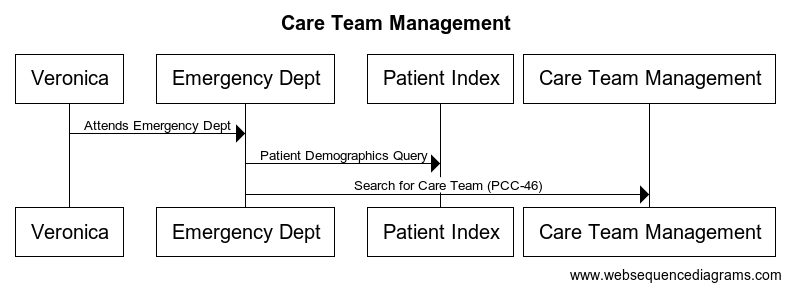 Care Team Management
Veronica Emergency Dept Patient Index Care Team Management
Attends Emergency Dept
Patient Demographics Query
Search for Care Team (PCC-46)
Veronica Emergency Dept Patient Index Care Team Management
www.websequencediagrams.com